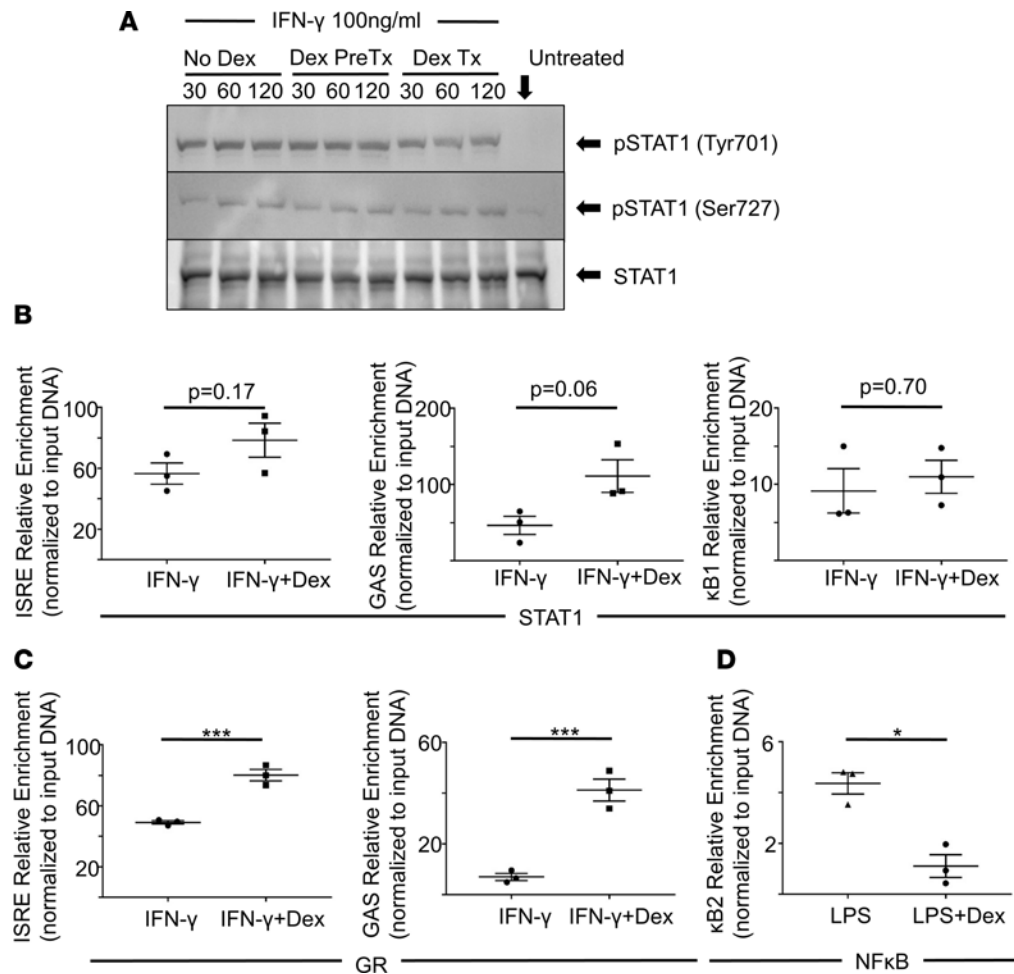 A
IFN-γ 100ng/ml
No Dex Dex PreTx Dex Tx Untreated
30 60 120 30 60 120 30 60 120
pSTAT1 (Tyr701)
pSTAT1 (Ser727)
STAT1
B
ISRE Relative Enrichment
(normalized to input DNA)
100
60
20
p=0.17
IFN-γ IFN-γ+Dex
GAS Relative Enrichment
(normalized to input DNA)
200
100
p=0.06
IFN-γ IFN-γ+Dex
κB1 Relative Enrichment
(normalized to input DNA)
20
10
p=0.70
IFN-γ IFN-γ+Dex
STAT1
C
ISRE Relative Enrichment
(normalized to input DNA)
100
60
20
***
IFN-γ IFN-γ+Dex
GAS Relative Enrichment
(normalized to input DNA)
60
20
***
IFN-γ IFN-γ+Dex
GR
D
κB2 Relative Enrichment
(normalized to input DNA)
6
2
*
LPS LPS+Dex
NFκB